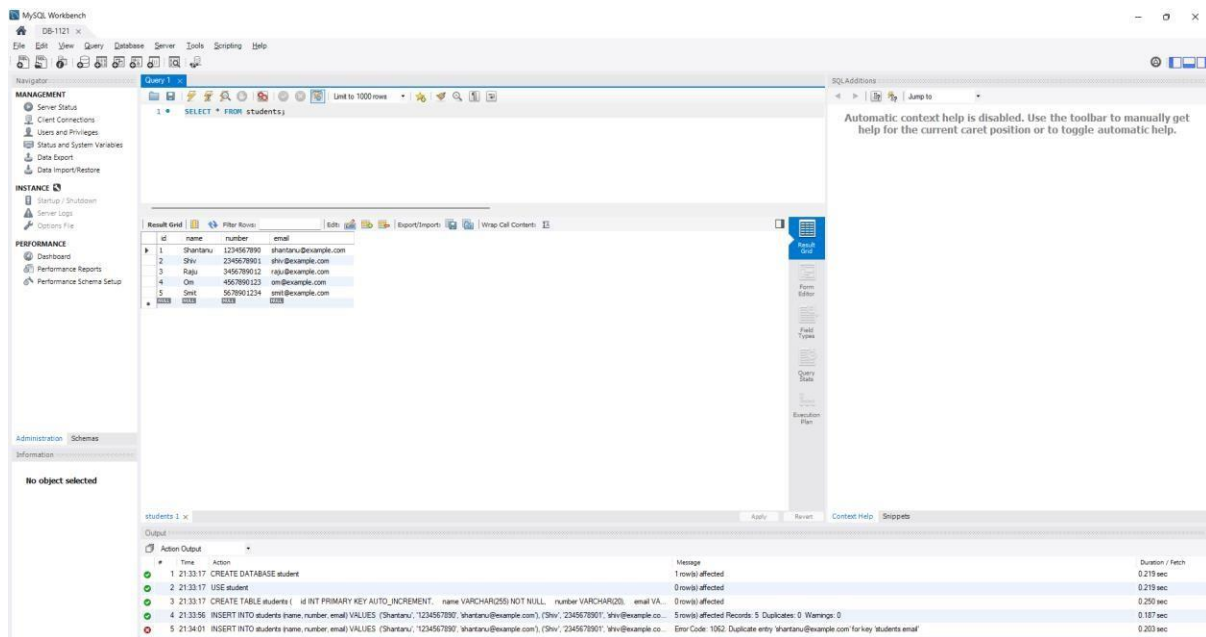 MySQL Workbench
DB-1121
File Edit View Query Database Server Tools Scripting Help
Navigator
MANAGEMENT
Server Status
Client Connections
Users and Privileges
Status and System Variables
Data Export
Data Import/Restore
INSTANCE
Startup / Shutdown
Server Logs
Options File
PERFORMANCE
Dashboard
Performance Reports
Performance Schema Setup
Administration Schemas
Information
No object selected
Query 1
Limit to 1000 rows
1 SELECT * FROM students;
Result Grid Filter Rows: Edit: Export/Import: Wrap Cell Content:
id name number email
1 Shantanu 1234567890 shantanu@example.com
2 Shiv 2345678901 shiv@example.com
3 Raju 3456789012 raju@example.com
4 Om 4567890123 om@example.com
5 Smit 5678901234 smit@example.com
NULL NULL NULL NULL
Result Grid
Form Editor
Field Types
Query Stats
Execution Plan
students 1
Apply Revert
SQLAdditions
Jump to
Automatic context help is disabled. Use the toolbar to manually get
help for the current caret position or to toggle automatic help.
Context Help Snippets
Output
Action Output
# Time Action Message Duration / Fetch
1 21:33:17 CREATE DATABASE student 1 row(s) affected 0.219 sec
2 21:33:17 USE student 0 row(s) affected 0.219 sec
3 21:33:17 CREATE TABLE students ( id INT PRIMARY KEY AUTO_INCREMENT, name VARCHAR(255) NOT NULL, number VARCHAR(20), email VA... 0 row(s) affected 0.250 sec
4 21:33:56 INSERT INTO students (name, number, email) VALUES ('Shantanu', '1234567890', 'shantanu@example.com'), ('Shiv', '2345678901', 'shiv@example.co... 5 row(s) affected Records: 5 Duplicates: 0 Warnings: 0 0.187 sec
5 21:34:01 INSERT INTO students (name, number, email) VALUES ('Shantanu', '1234567890', 'shantanu@example.com'), ('Shiv', '2345678901', 'shiv@example.co... Error Code: 1062. Duplicate entry 'shantanu@example.com' for key 'students.email' 0.203 sec